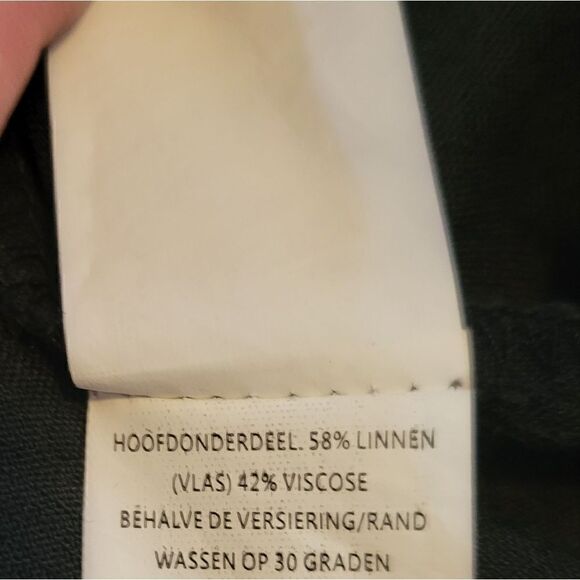 HOOFDONDERDEEL. 58% LINNEN
(VLAS) 42% VISCOSE
BEHALVE DE VERSIERING/RAND
WASSEN OP 30 GRADEN